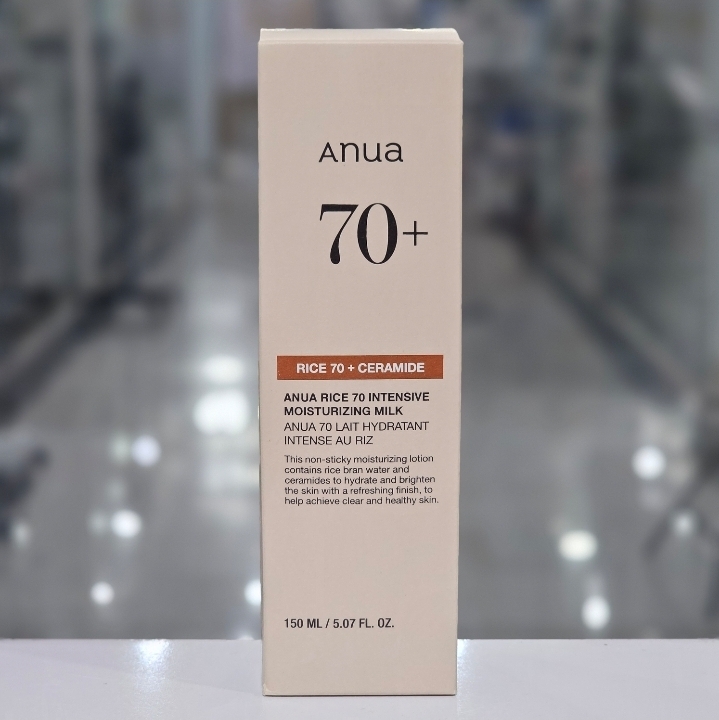 Anua
70+
RICE 70 + CERAMIDE
ANUA RICE 70 INTENSIVE
MOISTURIZING MILK
ANUA 70 LAIT HYDRATANT
INTENSE AU RIZ
This non-sticky moisturizing lotion
contains rice bran water and
ceramides to hydrate and brighten
the skin with a refreshing finish, to
help achieve clear and healthy skin.
150 ML / 5.07 FL. OZ.